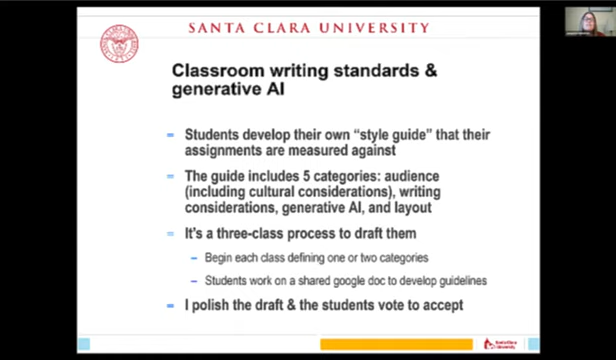 SANTA CLARA UNIVERSITY
Classroom writing standards &
generative AI
Students develop their own "style guide" that their
assignments are measured against
The guide includes 5 categories: audience
(including cultural considerations), writing
considerations, generative AI, and layout
It's a three-class process to draft them
Begin each class defining one or two categories
Students work on a shared google doc to develop guidelines
I polish the draft & the students vote to accept
Santa Clara
University